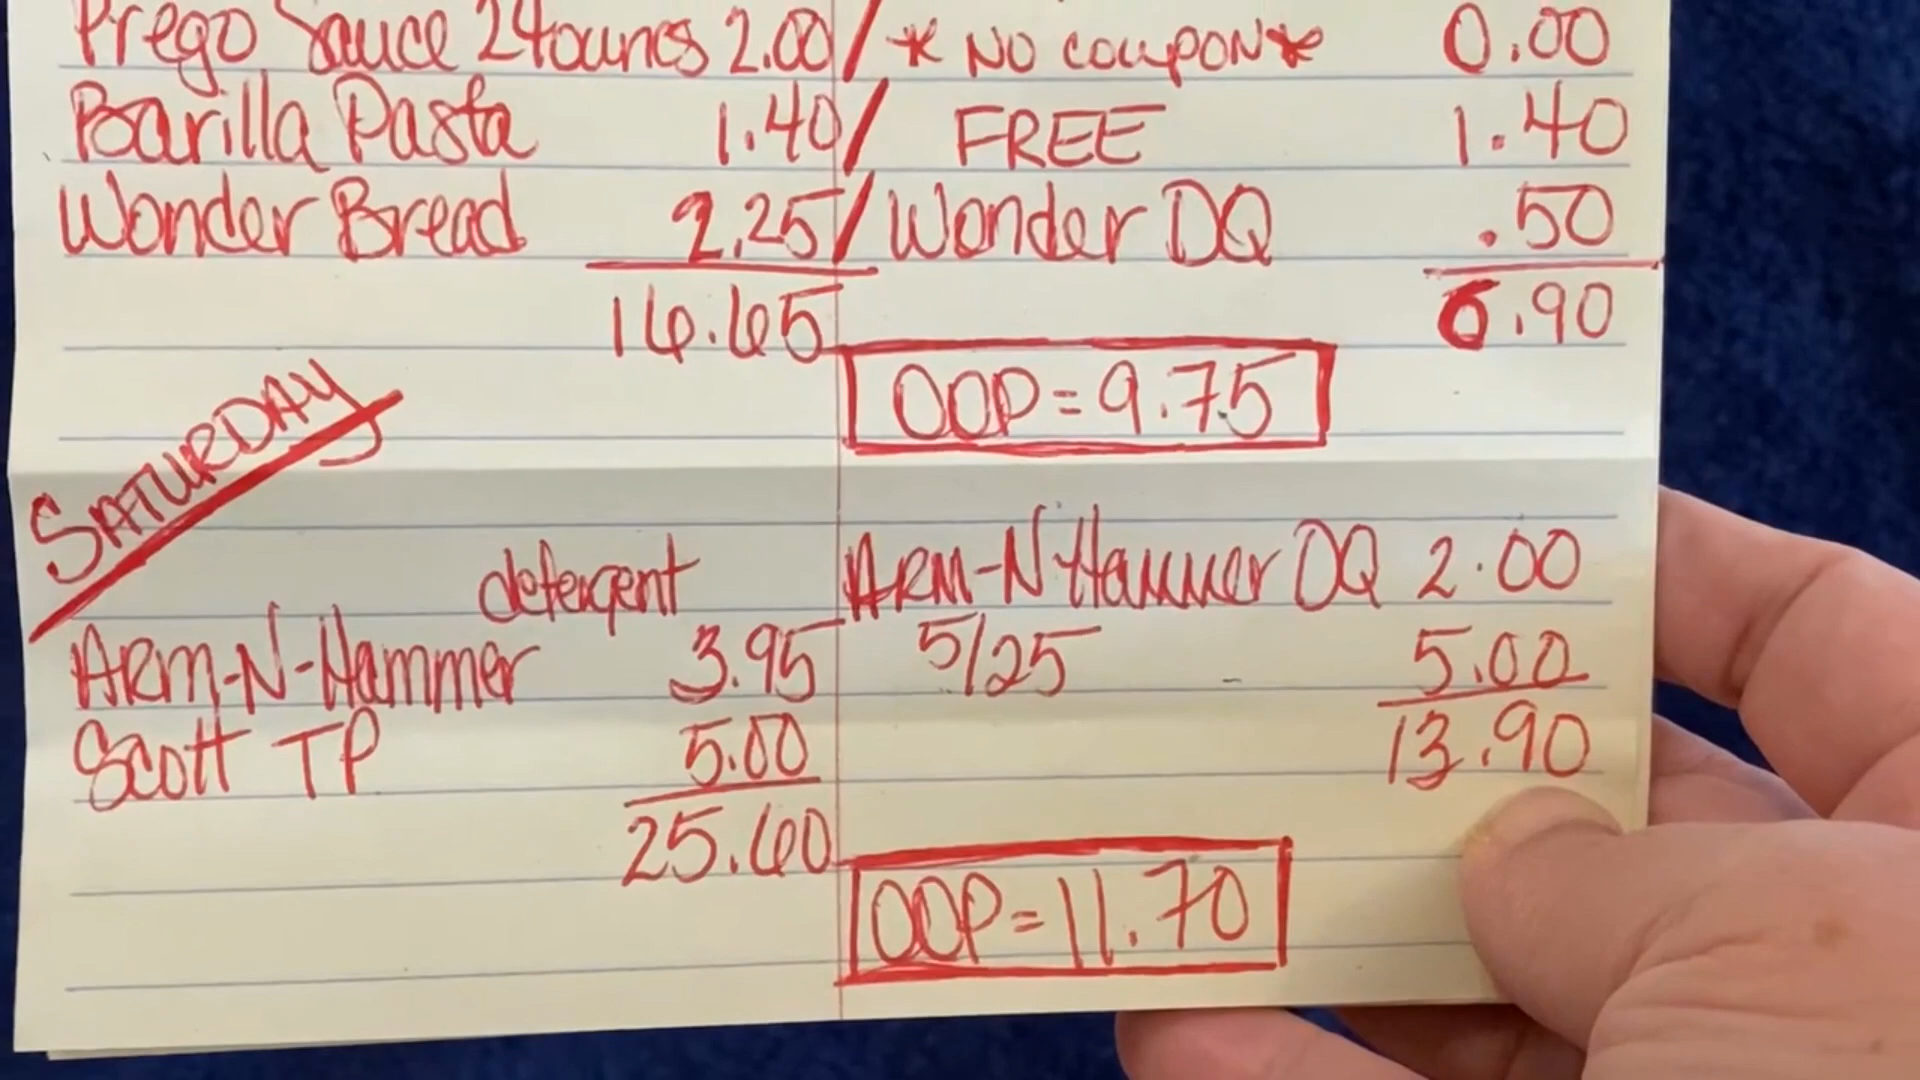 Prego Sauce 24ounces 2.00 / * NO COUPON * 0.00
Barilla Pasta 1.40 / FREE 1.40
Wonder Bread 2.25 / Wonder DQ .50
16.65 6.90
OOP = 9.75
SATURDAY
detergent ARM-N-Hammer DQ 2.00
ARM-N-Hammer 3.95 5/25 5.00
Scott TP 5.00 13.90
25.60
OOP = 11.70